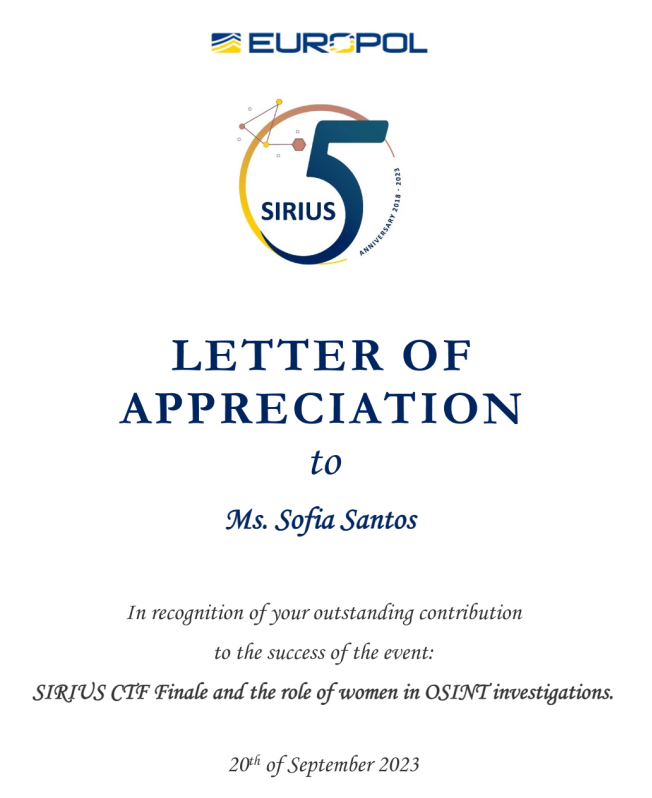 EUROPOL
5
SIRIUS
ANNIVERSARY 2018 - 2023
LETTER OF
APPRECIATION
to
Ms. Sofia Santos
In recognition of your outstanding contribution
to the success of the event:
SIRIUS CTF Finale and the role of women in OSINT investigations.
20th of September 2023